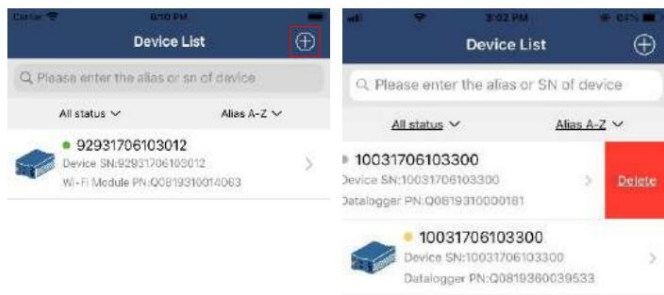 Carrier
6:10 PM
Device List
Please enter the alias or sn of device
All status
Alias A-Z
92931706103012
Device SN:92931706103012
Wi-Fi Module PN:Q0819310014063
3:02 PM
Device List
Please enter the alias or SN of device
All status
Alias A-Z
10031706103300
Device SN:10031706103300
Datalogger PN:Q0819310000181
Delete
10031706103300
Device SN:10031706103300
Datalogger PN:Q0819360039533